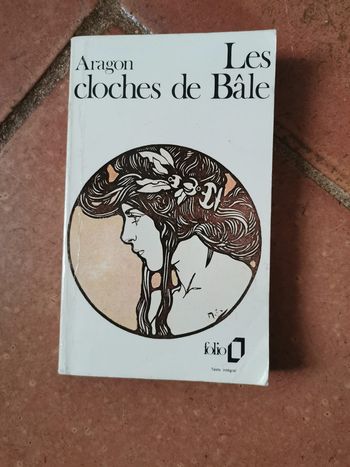 Aragon
Les
cloches de Bâle
folio
Texte intégral